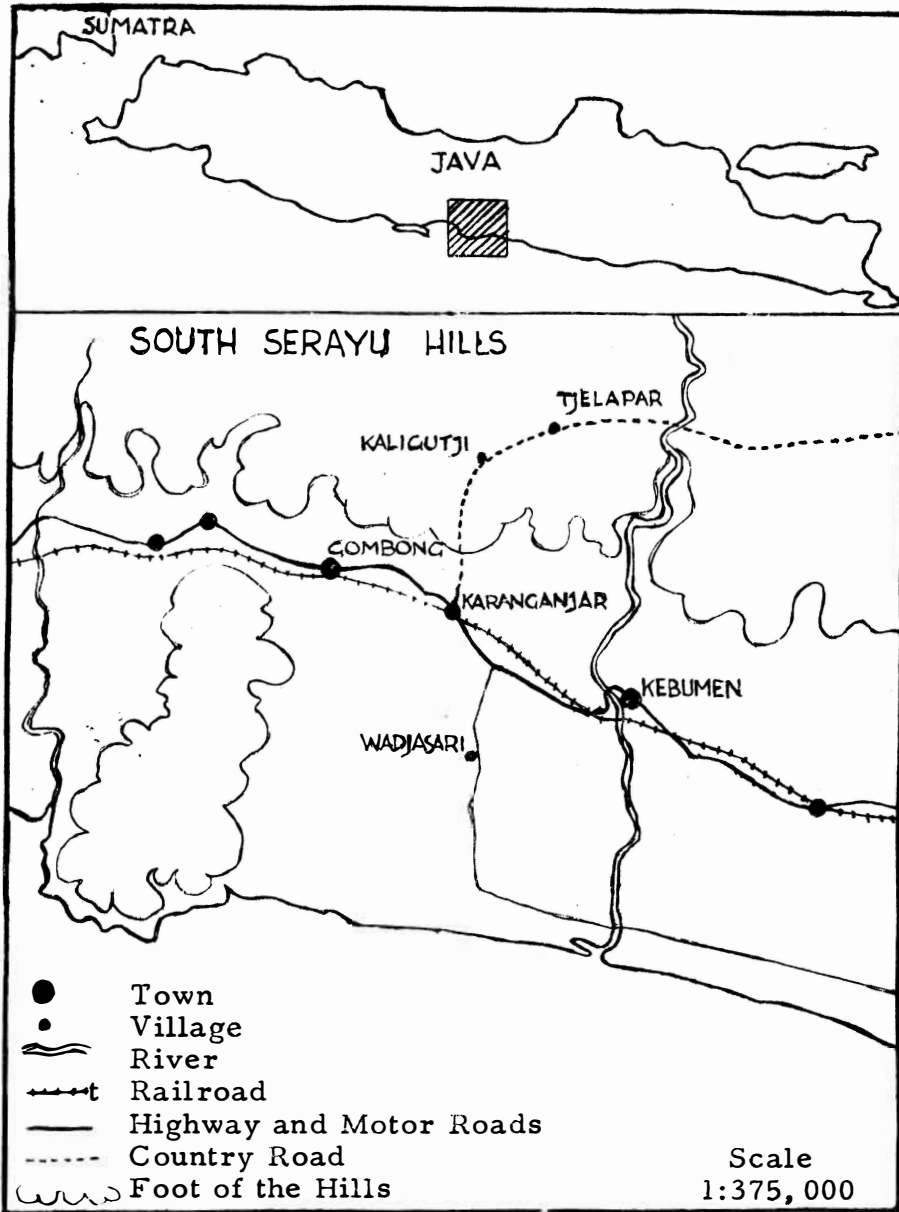 SUMATRA
JAVA
SOUTH SERAYU HILLS
TJELAPAR
KALIGUTJI
GOMBONG
KARANGANJAR
KEBUMEN
WADJASARI
Town
Village
River
t Railroad
Highway and Motor Roads
Country Road
Foot of the Hills
Scale
1:375,000